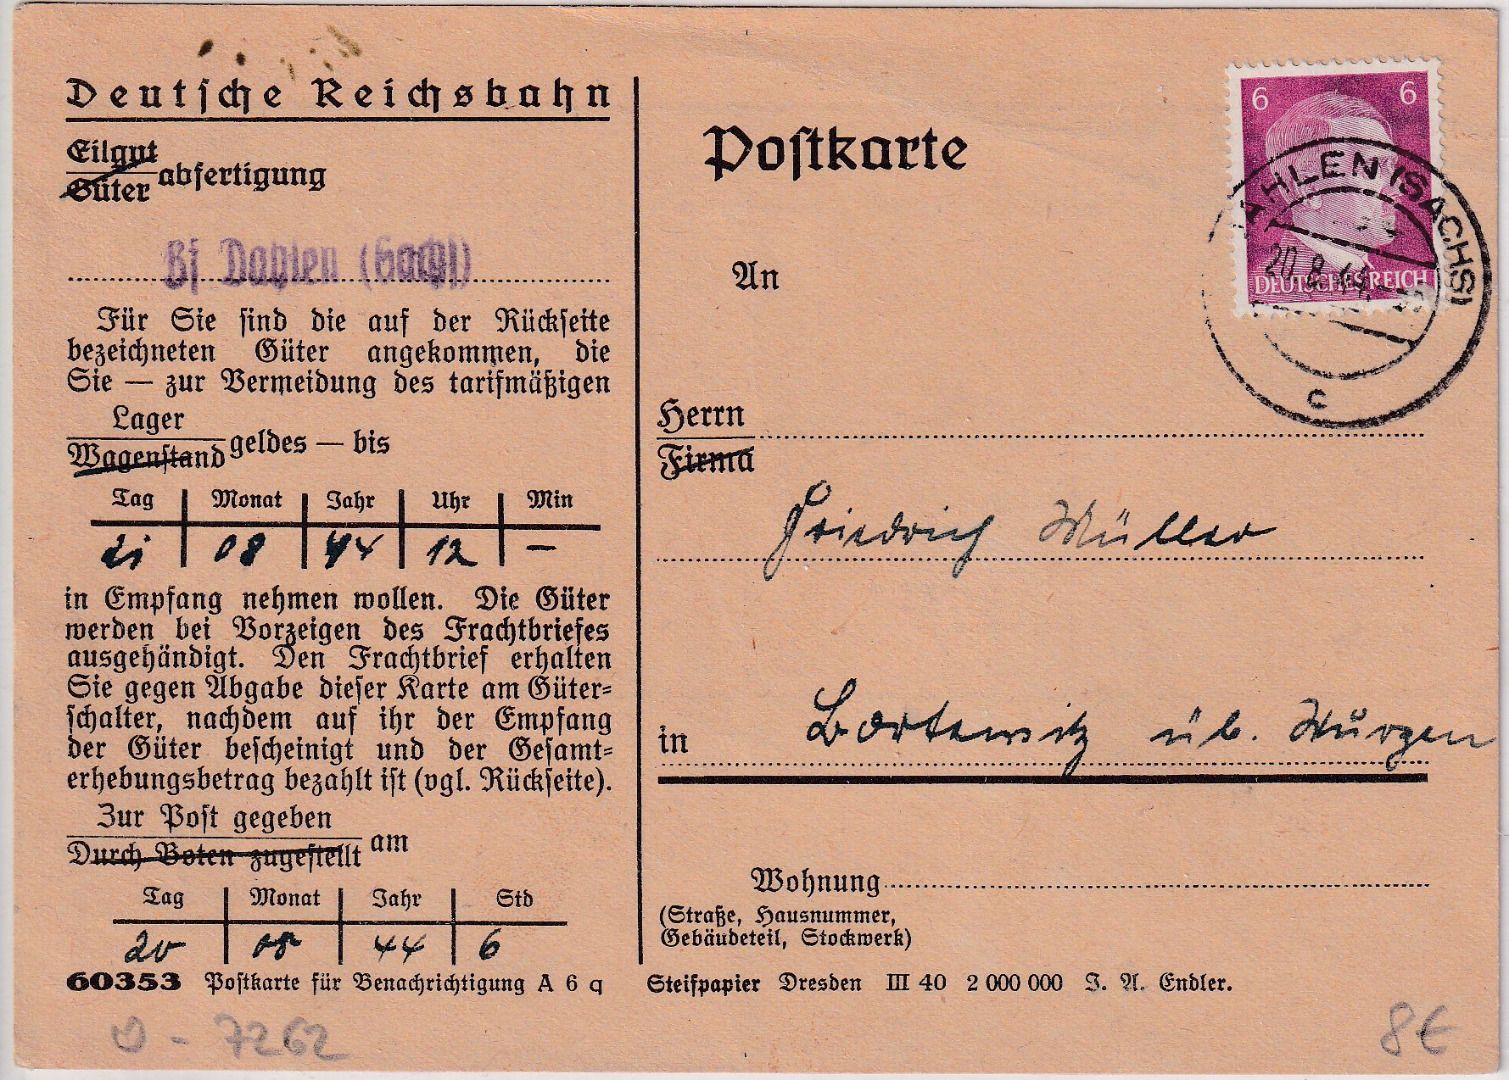 Deutsche Reichsbahn
Eilgut
Güter
abfertigung
Bf Dahlen (Sachs)
Für Sie sind die auf der Rückseite
bezeichneten Güter angekommen, die
Sie — zur Vermeidung des tarifmäßigen
Lager
Wagenstand
geldes — bis
Tag Monat Jahr Uhr Min
21 08 44 12 —
in Empfang nehmen wollen. Die Güter
werden bei Vorzeigen des Frachtbriefes
ausgehändigt. Den Frachtbrief erhalten
Sie gegen Abgabe dieser Karte am Güter=
schalter, nachdem auf ihr der Empfang
der Güter bescheinigt und der Gesamt=
erhebungsbetrag bezahlt ist (vgl. Rückseite).
Zur Post gegeben
Durch Boten zugestellt
am
Tag Monat Jahr Std
20 08 44 6
60353 Postkarte für Benachrichtigung A 6 q
Postkarte
6 6
DEUTSCHES REICH
DAHLEN (SACHS)
20.8.44
c
An
Herrn
Firma
Friedrich Müller
in Bortewitz üb. Wurzen
Wohnung
(Straße, Hausnummer,
Gebäudeteil, Stockwerk)
Steifpapier Dresden III 40 2 000 000 J. A. Endler.
7262
8€